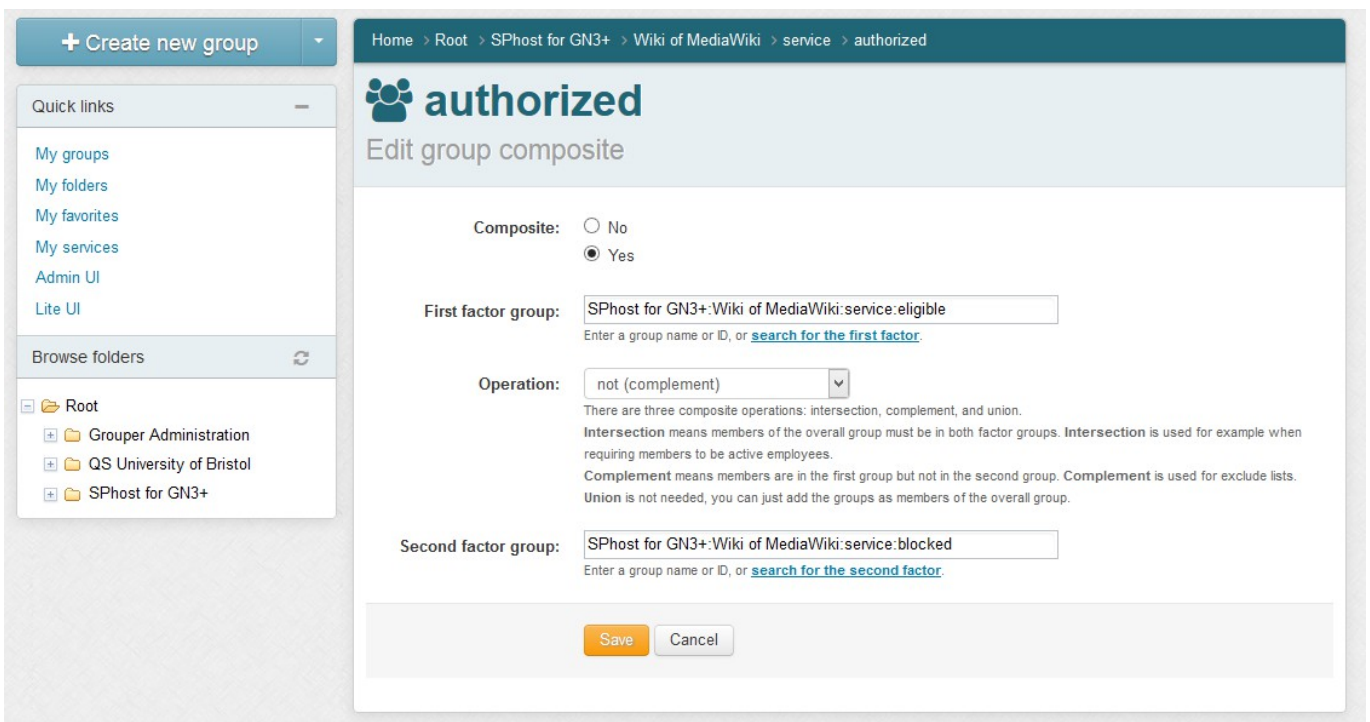 + Create new group
Quick links
My groups
My folders
My favorites
My services
Admin UI
Lite UI
Browse folders
Root
Grouper Administration
QS University of Bristol
SPhost for GN3+
Home > Root > SPhost for GN3+ > Wiki of MediaWiki > service > authorized
authorized
Edit group composite
Composite: No
Yes
First factor group: SPhost for GN3+:Wiki of MediaWiki:service:eligible
Enter a group name or ID, or search for the first factor.
Operation: not (complement)
There are three composite operations: intersection, complement, and union.
Intersection means members of the overall group must be in both factor groups. Intersection is used for example when
requiring members to be active employees.
Complement means members are in the first group but not in the second group. Complement is used for exclude lists.
Union is not needed, you can just add the groups as members of the overall group.
Second factor group: SPhost for GN3+:Wiki of MediaWiki:service:blocked
Enter a group name or ID, or search for the second factor.
Save Cancel